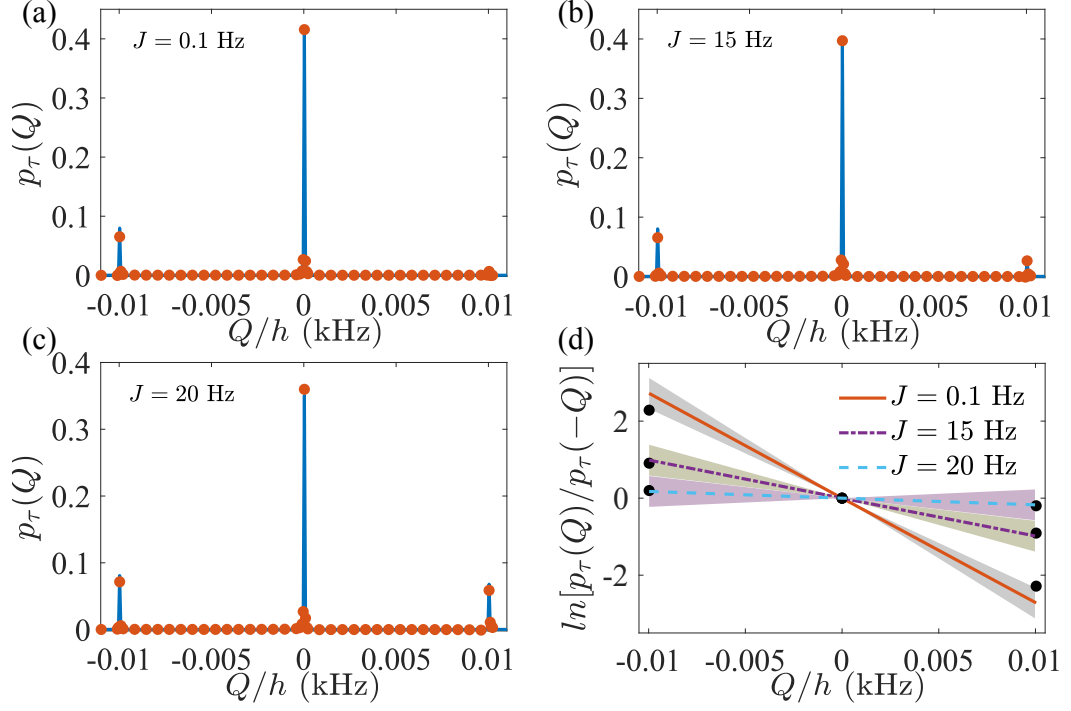 (a)
J = 0.1 Hz
p_τ(Q)
0.4
0.3
0.2
0.1
0
-0.01 -0.005 0 0.005 0.01
Q/h (kHz)
(b)
J = 15 Hz
p_τ(Q)
0.4
0.3
0.2
0.1
0
-0.01 -0.005 0 0.005 0.01
Q/h (kHz)
(c)
J = 20 Hz
p_τ(Q)
0.4
0.3
0.2
0.1
0
-0.01 -0.005 0 0.005 0.01
Q/h (kHz)
(d)
ln[p_τ(Q)/p_τ(-Q)]
2
0
-2
J = 0.1 Hz
J = 15 Hz
J = 20 Hz
-0.01 -0.005 0 0.005 0.01
Q/h (kHz)